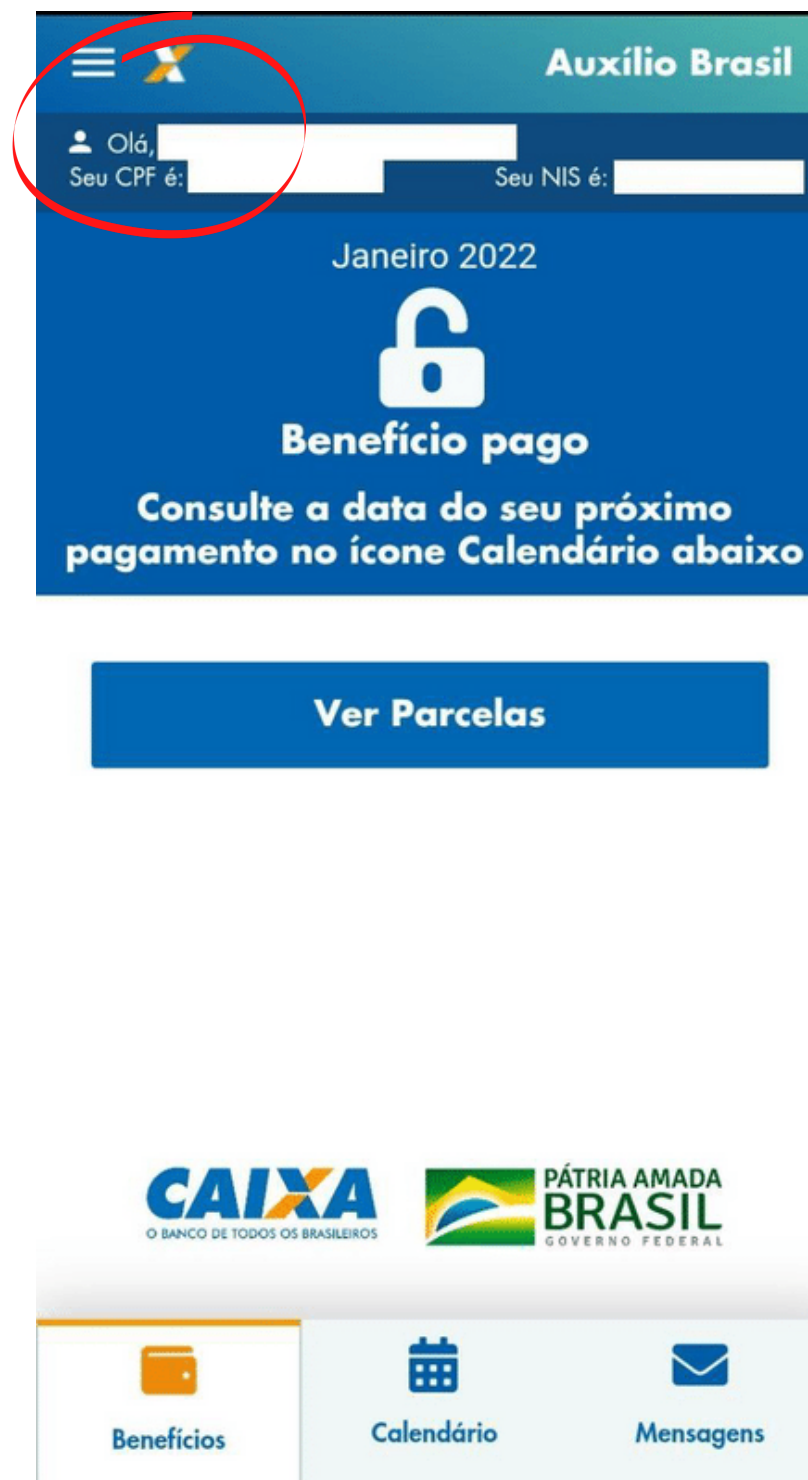 Auxílio Brasil
Olá,
Seu CPF é: Seu NIS é:
Janeiro 2022
Benefício pago
Consulte a data do seu próximo
pagamento no ícone Calendário abaixo
Ver Parcelas
CAIXA
O BANCO DE TODOS OS BRASILEIROS
PÁTRIA AMADA
BRASIL
GOVERNO FEDERAL
Benefícios Calendário Mensagens